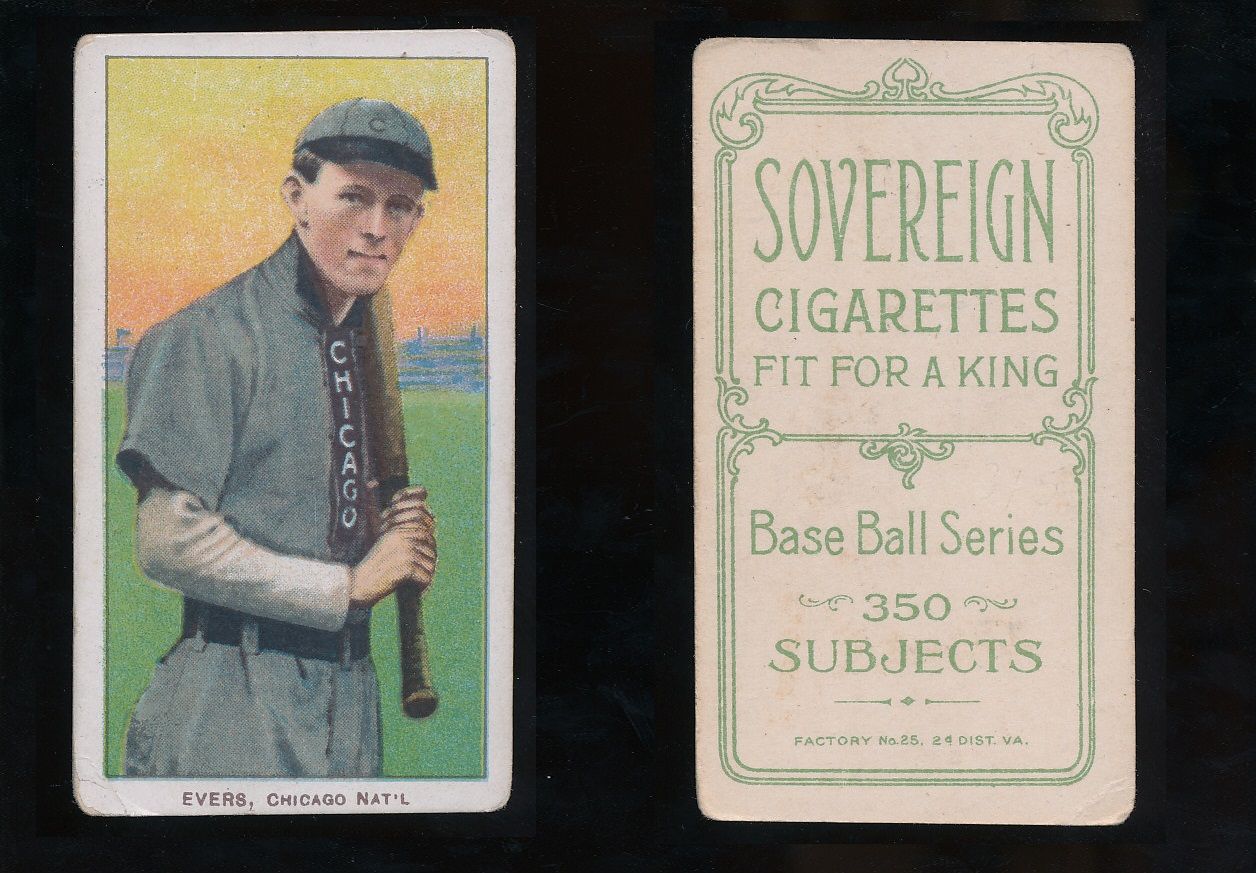 C
CHICAGO
EVERS, CHICAGO NAT'L
SOVEREIGN
CIGARETTES
FIT FOR A KING
Base Ball Series
350
SUBJECTS
FACTORY No. 25, 2d DIST. VA.